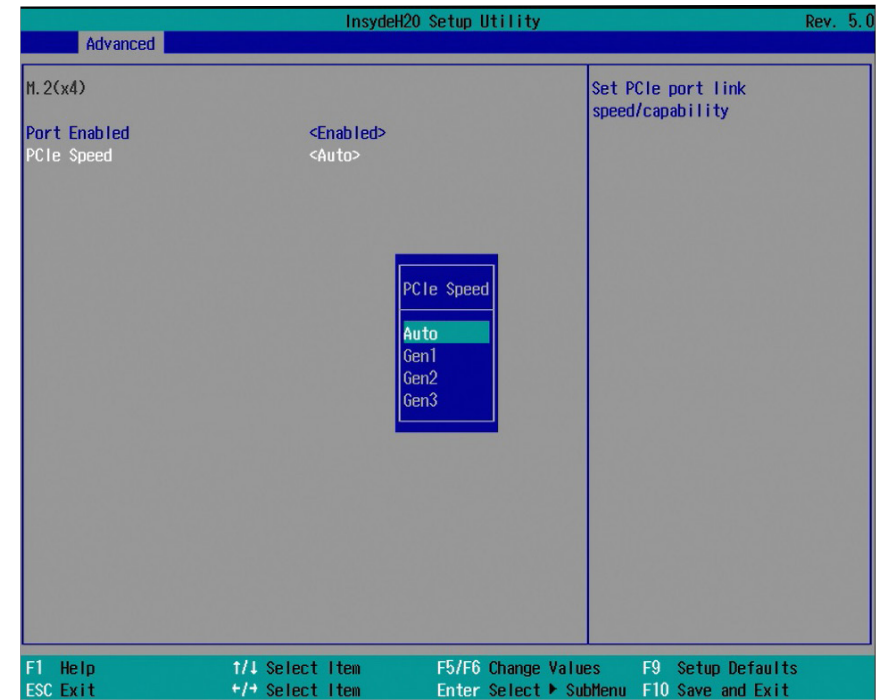 InsydeH20 Setup Utility Rev. 5.0
Advanced
M.2(x4)
Port Enabled <Enabled>
PCIe Speed <Auto>
Set PCIe port link
speed/capability
PCIe Speed
Auto
Gen1
Gen2
Gen3
F1 Help ↑/↓ Select Item F5/F6 Change Values F9 Setup Defaults
ESC Exit ←/→ Select Item Enter Select ▶ SubMenu F10 Save and Exit